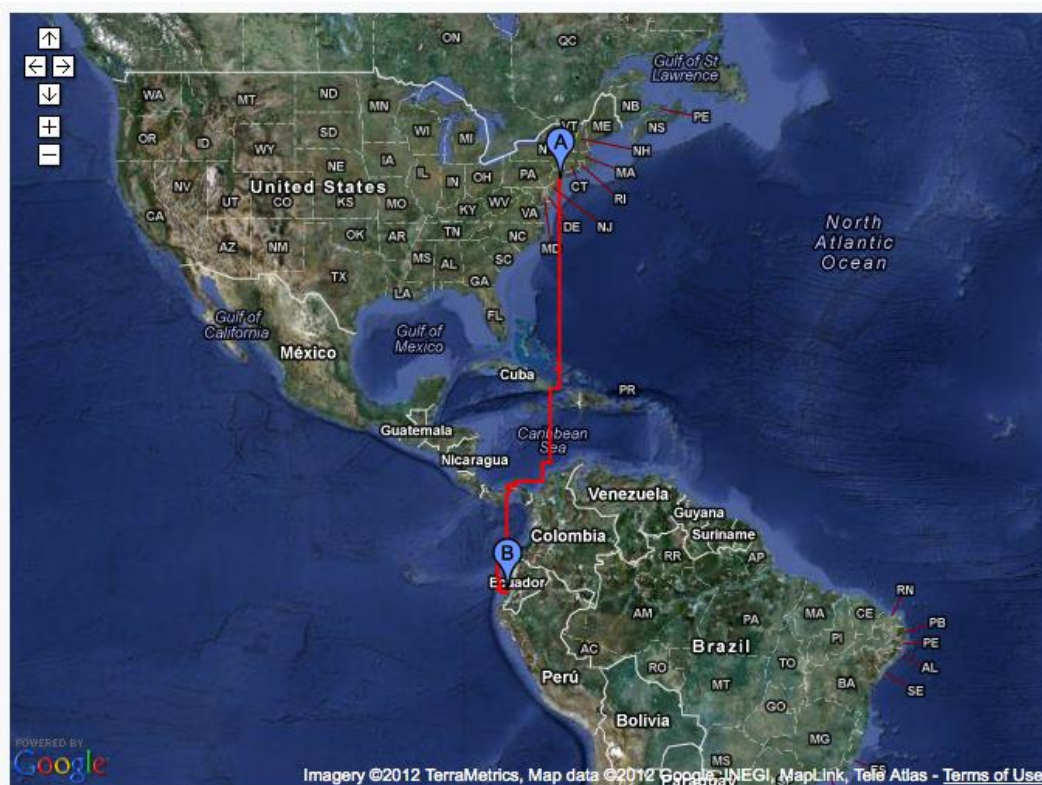 ON
QC
Gulf of St
Lawrence
WA
MT
ND
MN
NB
PE
OR
ID
SD
WI
VT
ME
NS
WY
MI
NH
A
N
NE
IA
PA
MA
NV
IL
IN
OH
CT
United States
UT
CO
KS
MO
WV
RI
CA
KY
VA
DE
NJ
North
Atlantic
Ocean
OK
TN
NC
MD
AZ
NM
AR
MS
AL
SC
TX
GA
LA
FL
Gulf of
California
Gulf of
Mexico
México
Cuba
PR
Guatemala
Caribbean
Sea
Nicaragua
Venezuela
Guyana
Colombia
Suriname
B
RR
AP
Ecuador
RN
AM
PA
MA
CE
PB
PI
PE
AC
Brazil
RO
TO
AL
Perú
MT
BA
SE
GO
Bolivia
MG
POWERED BY
Google
MS
ES
Paraguay
Imagery ©2012 TerraMetrics, Map data ©2012 Google, INEGI, MapLink, Tele Atlas - Terms of Use